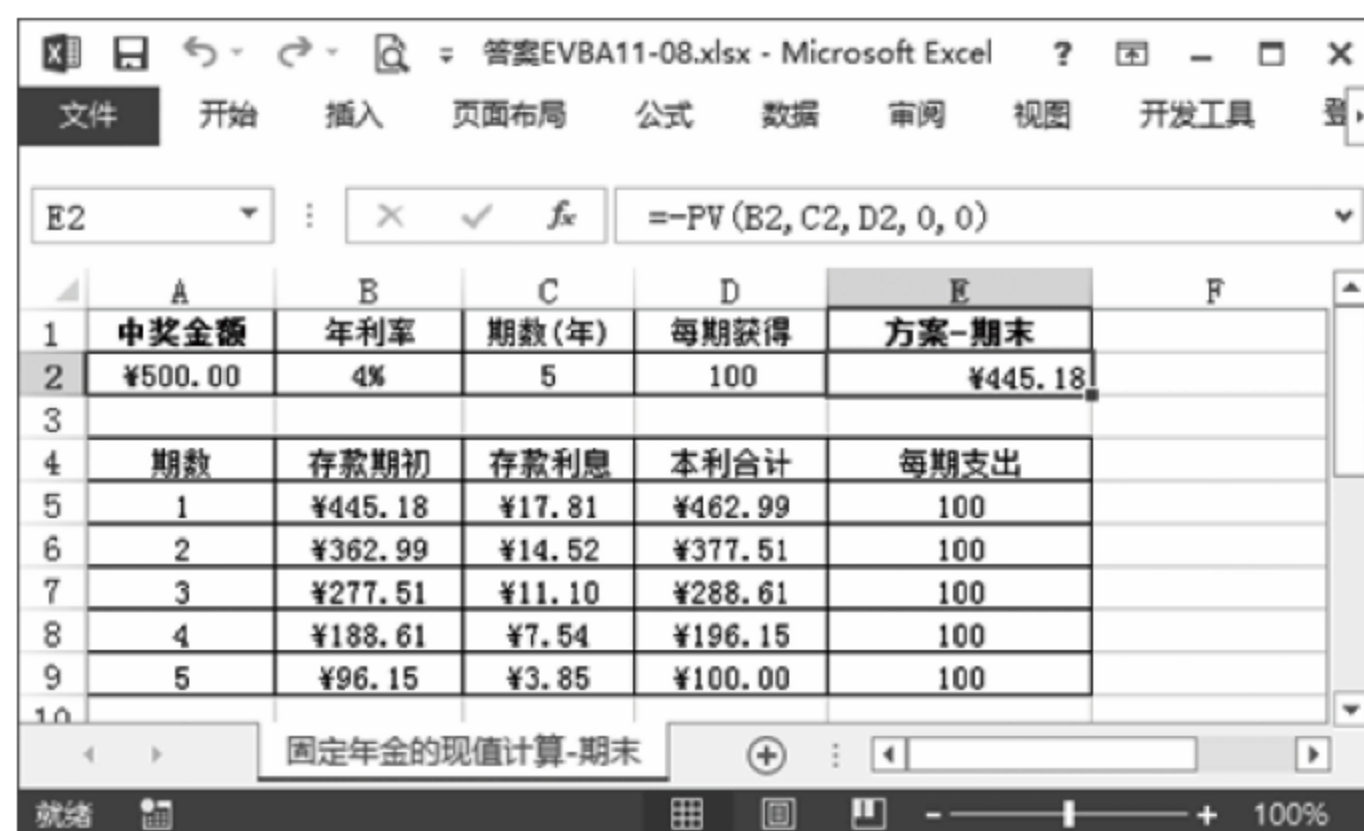 答案EVBA11-08.xlsx - Microsoft Excel ?
文件 开始 插入 页面布局 公式 数据 审阅 视图 开发工具 登
E2 fx =-PV(B2,C2,D2,0,0)
A B C D E F
1 中奖金额 年利率 期数(年) 每期获得 方案-期末
2 ¥500.00 4% 5 100 ¥445.18
3
4 期数 存款期初 存款利息 本利合计 每期支出
5 1 ¥445.18 ¥17.81 ¥462.99 100
6 2 ¥362.99 ¥14.52 ¥377.51 100
7 3 ¥277.51 ¥11.10 ¥288.61 100
8 4 ¥188.61 ¥7.54 ¥196.15 100
9 5 ¥96.15 ¥3.85 ¥100.00 100
10
固定年金的现值计算-期末
就绪 100%